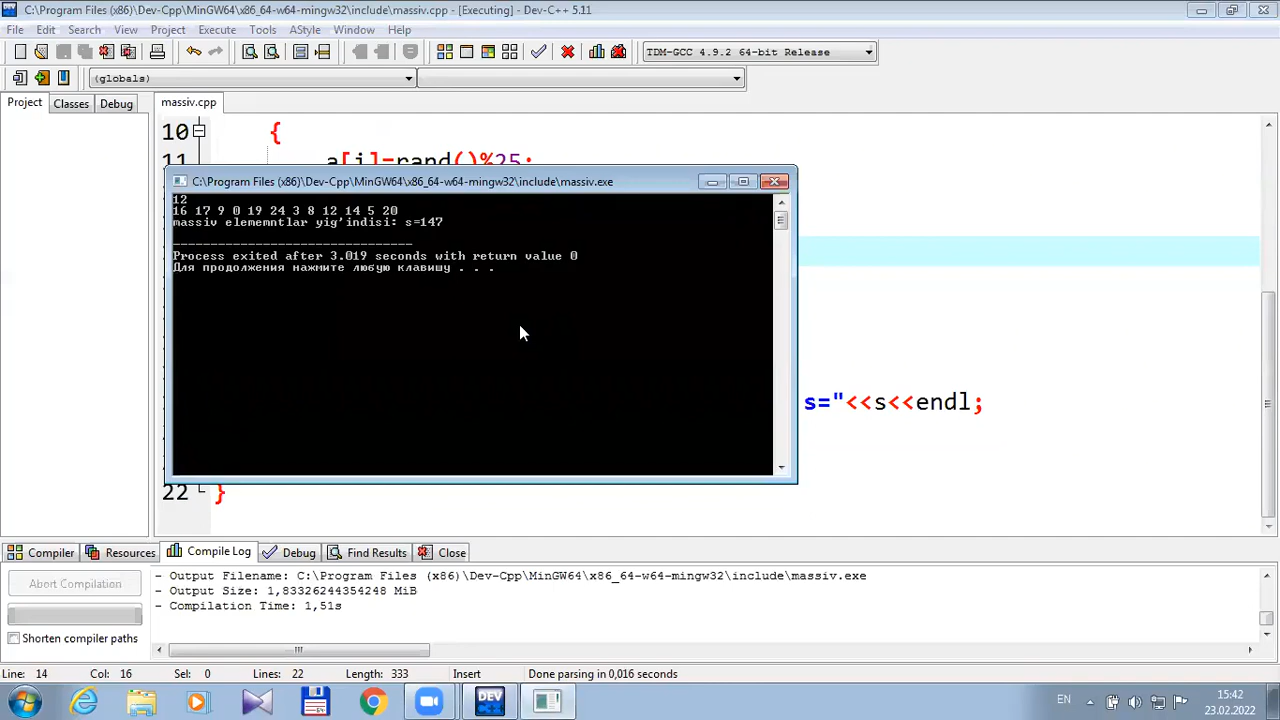 C:\Program Files (x86)\Dev-Cpp\MinGW64\x86_64-w64-mingw32\include\massiv.cpp - [Executing] - Dev-C++ 5.11
File Edit Search View Project Execute Tools AStyle Window Help
TDM-GCC 4.9.2 64-bit Release
(globals)
Project Classes Debug
massiv.cpp
10 {
11 a[i]=rand()%25;
C:\Program Files (x86)\Dev-Cpp\MinGW64\x86_64-w64-mingw32\include\massiv.exe
12
16 17 9 0 19 24 3 8 12 14 5 20
massiv elememntlar yig'indisi: s=147
--------------------------------
Process exited after 3.019 seconds with return value 0
Для продолжения нажмите любую клавишу . . .
s="<<s<<endl;
22 }
Compiler Resources Compile Log Debug Find Results Close
Abort Compilation
Shorten compiler paths
- Output Filename: C:\Program Files (x86)\Dev-Cpp\MinGW64\x86_64-w64-mingw32\include\massiv.exe
- Output Size: 1,83326244354248 MiB
- Compilation Time: 1,51s
Line: 14 Col: 16 Sel: 0 Lines: 22 Length: 333 Insert Done parsing in 0,016 seconds
DEV
EN
15:42
23.02.2022